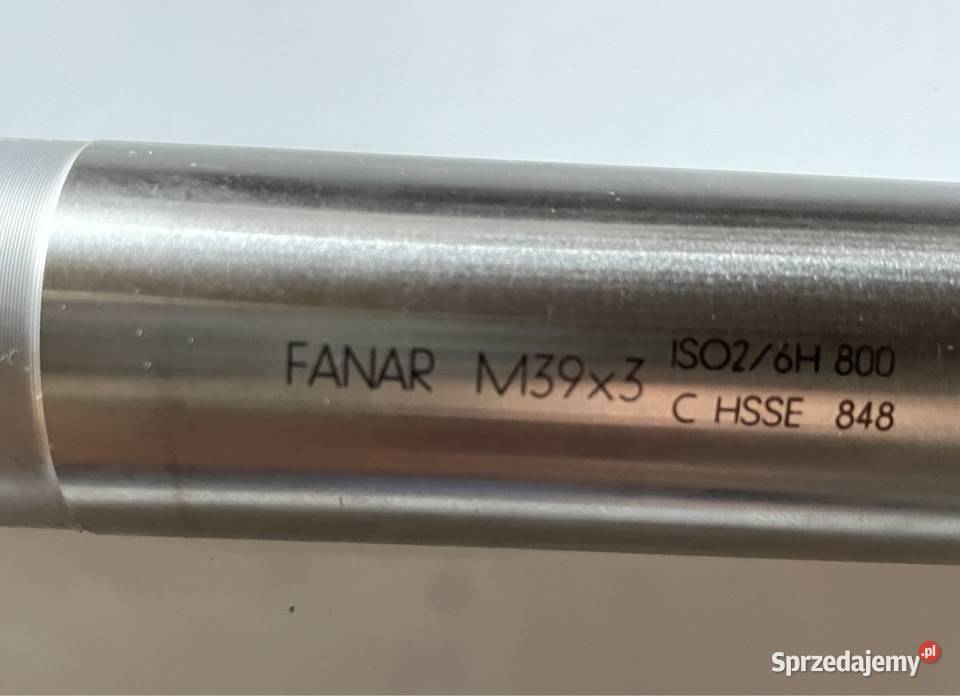 FANAR M39x3 ISO2/6H 800
C HSSE 848
Sprzedajemy.pl